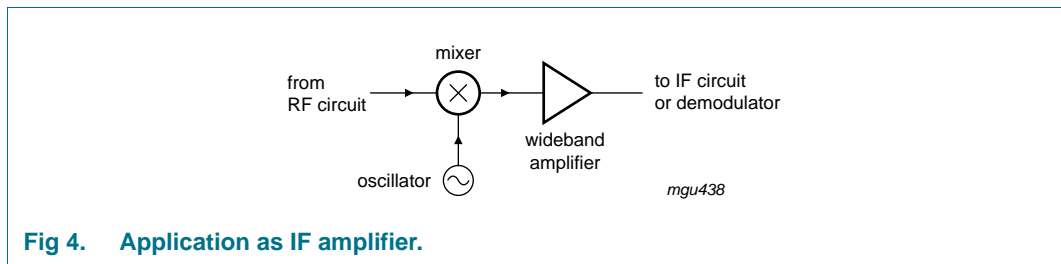 mixer
from
RF circuit
to IF circuit
or demodulator
wideband
amplifier
oscillator
mgu438
Fig 4. Application as IF amplifier.